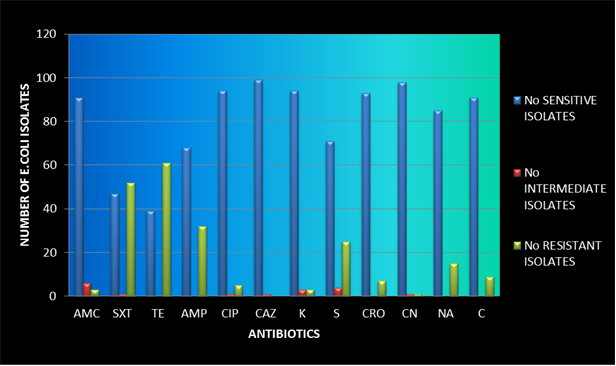 120
100
80
60
40
20
0
NUMBER OF E.COLI ISOLATES
AMC SXT TE AMP CIP CAZ K S CRO CN NA C
ANTIBIOTICS
No SENSITIVE
ISOLATES
No
INTERMEDIATE
ISOLATES
No RESISTANT
ISOLATES